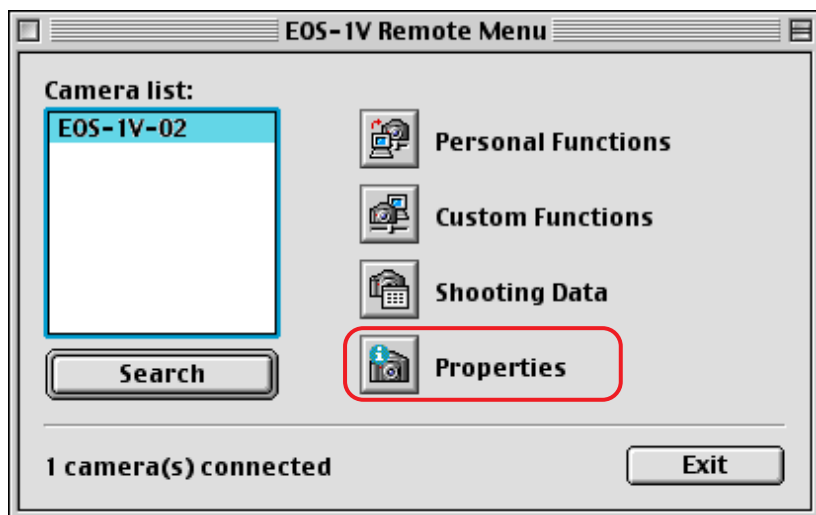 EOS-1V Remote Menu
Camera list:
EOS-1V-02
Personal Functions
Custom Functions
Shooting Data
Properties
Search
1 camera(s) connected
Exit